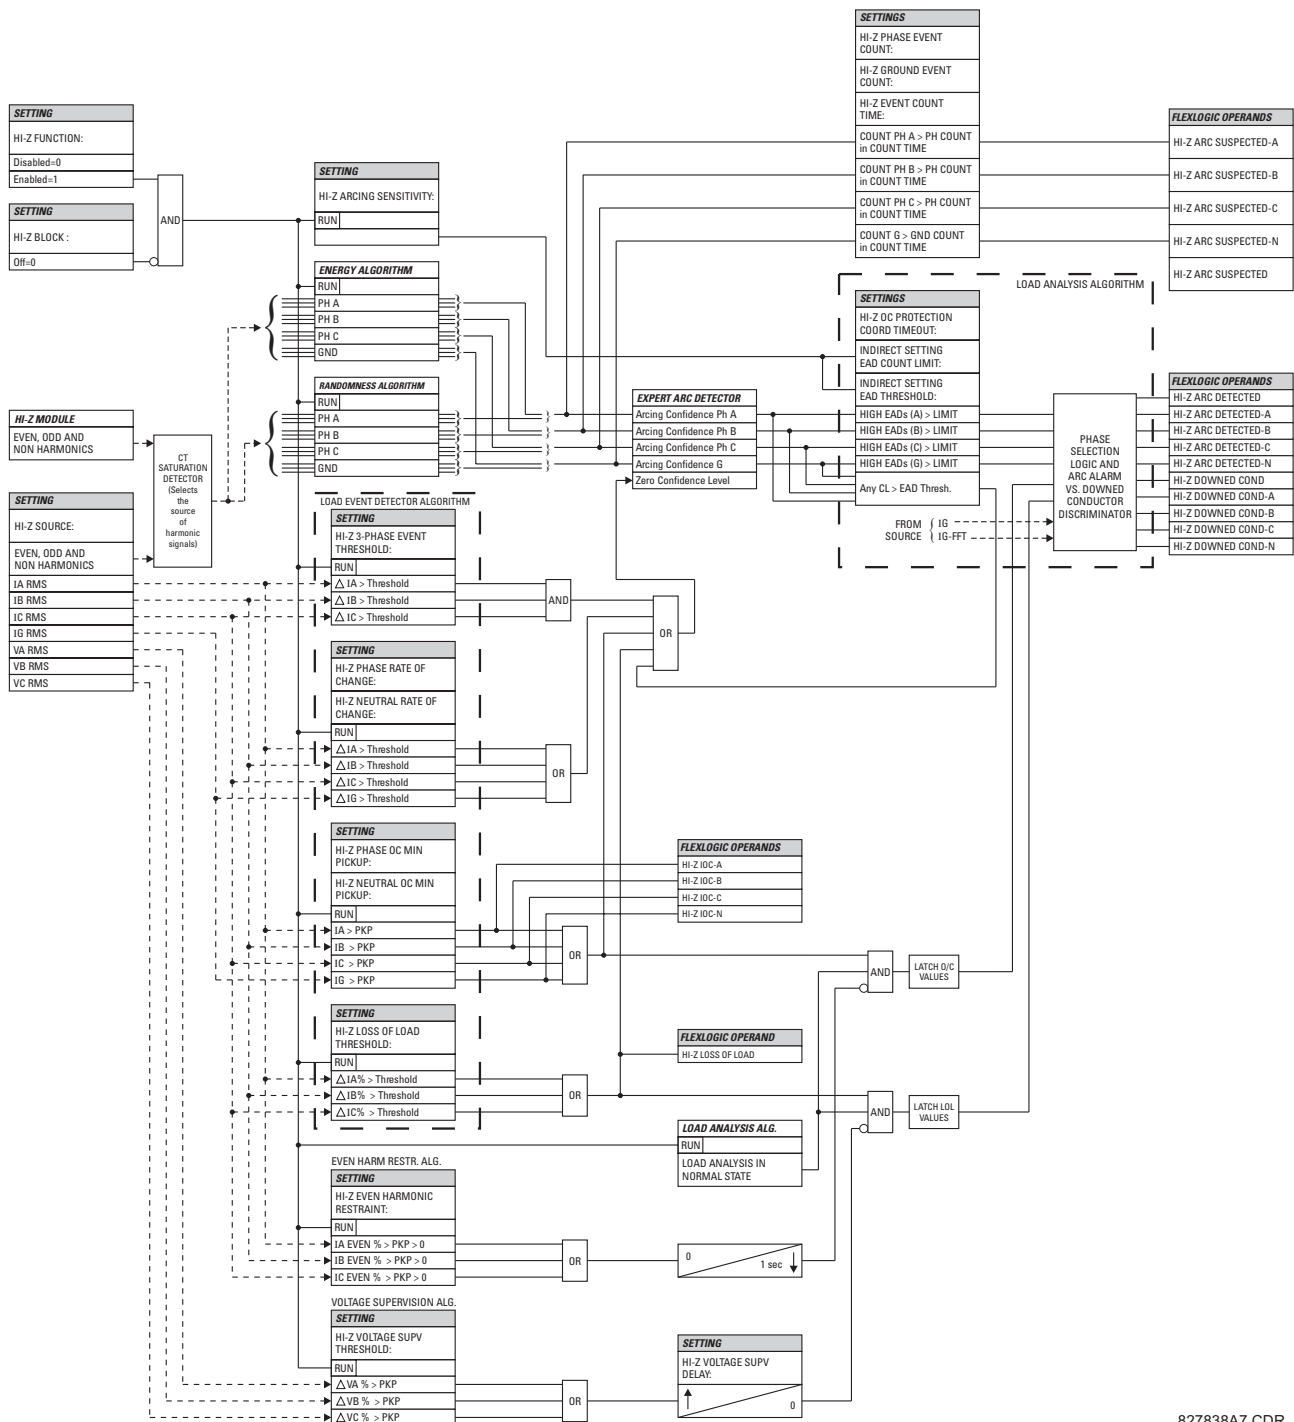 SETTING
HI-Z FUNCTION:
Disabled=0
Enabled=1
SETTING
HI-Z BLOCK :
Off=0
AND
HI-Z MODULE
EVEN, ODD AND
NON HARMONICS
SETTING
HI-Z SOURCE:
EVEN, ODD AND
NON HARMONICS
IA RMS
IB RMS
IC RMS
IG RMS
VA RMS
VB RMS
VC RMS
CT
SATURATION
DETECTOR
(Selects
the
source
of
harmonic
signals)
SETTING
HI-Z ARCING SENSITIVITY:
RUN
ENERGY ALGORITHM
RUN
PH A
PH B
PH C
GND
RANDOMNESS ALGORITHM
RUN
PH A
PH B
PH C
GND
LOAD EVENT DETECTOR ALGORITHM
SETTING
HI-Z 3-PHASE EVENT
THRESHOLD:
RUN
△ IA > Threshold
△ IB > Threshold
△ IC > Threshold
AND
SETTING
HI-Z PHASE RATE OF
CHANGE:
HI-Z NEUTRAL RATE OF
CHANGE:
RUN
△ IA > Threshold
△ IB > Threshold
△ IC > Threshold
△ IG > Threshold
OR
SETTING
HI-Z PHASE OC MIN
PICKUP:
HI-Z NEUTRAL OC MIN
PICKUP:
RUN
IA > PKP
IB > PKP
IC > PKP
IG > PKP
OR
SETTING
HI-Z LOSS OF LOAD
THRESHOLD:
RUN
△ IA% > Threshold
△ IB% > Threshold
△ IC% > Threshold
OR
EVEN HARM RESTR. ALG.
SETTING
HI-Z EVEN HARMONIC
RESTRAINT:
RUN
IA EVEN % > PKP > 0
IB EVEN % > PKP > 0
IC EVEN % > PKP > 0
OR
VOLTAGE SUPERVISION ALG.
SETTING
HI-Z VOLTAGE SUPV
THRESHOLD:
RUN
△ VA % > PKP
△ VB % > PKP
△ VC % > PKP
OR
EXPERT ARC DETECTOR
Arcing Confidence Ph A
Arcing Confidence Ph B
Arcing Confidence Ph C
Arcing Confidence G
Zero Confidence Level
OR
FLEXLOGIC OPERANDS
HI-Z IOC-A
HI-Z IOC-B
HI-Z IOC-C
HI-Z IOC-N
FLEXLOGIC OPERAND
HI-Z LOSS OF LOAD
LOAD ANALYSIS ALG.
RUN
LOAD ANALYSIS IN
NORMAL STATE
0
1 sec
SETTING
HI-Z VOLTAGE SUPV
DELAY:
0
SETTINGS
HI-Z PHASE EVENT
COUNT:
HI-Z GROUND EVENT
COUNT:
HI-Z EVENT COUNT
TIME:
COUNT PH A > PH COUNT
in COUNT TIME
COUNT PH B > PH COUNT
in COUNT TIME
COUNT PH C > PH COUNT
in COUNT TIME
COUNT G > GND COUNT
in COUNT TIME
LOAD ANALYSIS ALGORITHM
SETTINGS
HI-Z OC PROTECTION
COORD TIMEOUT:
INDIRECT SETTING
EAD COUNT LIMIT:
INDIRECT SETTING
EAD THRESHOLD:
HIGH EADs (A) > LIMIT
HIGH EADs (B) > LIMIT
HIGH EADs (C) > LIMIT
HIGH EADs (G) > LIMIT
Any CL > EAD Thresh.
FROM
SOURCE
IG
IG-FFT
PHASE
SELECTION
LOGIC AND
ARC ALARM
VS. DOWNED
CONDUCTOR
DISCRIMINATOR
AND
LATCH O/C
VALUES
AND
LATCH LOL
VALUES
FLEXLOGIC OPERANDS
HI-Z ARC SUSPECTED-A
HI-Z ARC SUSPECTED-B
HI-Z ARC SUSPECTED-C
HI-Z ARC SUSPECTED-N
HI-Z ARC SUSPECTED
FLEXLOGIC OPERANDS
HI-Z ARC DETECTED
HI-Z ARC DETECTED-A
HI-Z ARC DETECTED-B
HI-Z ARC DETECTED-C
HI-Z ARC DETECTED-N
HI-Z DOWNED COND
HI-Z DOWNED COND-A
HI-Z DOWNED COND-B
HI-Z DOWNED COND-C
HI-Z DOWNED COND-N
827838A7.CDR